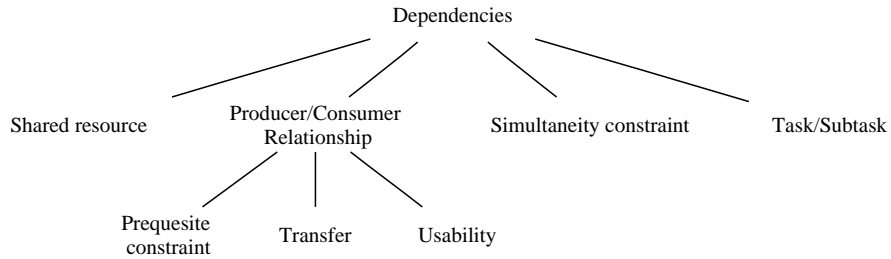 Dependencies
Shared resource
Producer/Consumer
Relationship
Simultaneity constraint
Task/Subtask
Prequesite
constraint
Transfer
Usability